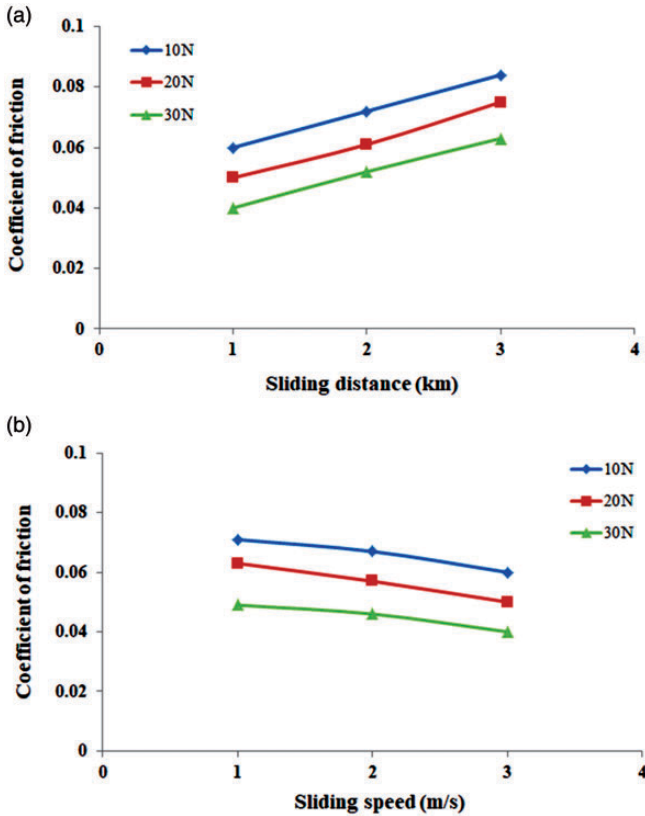 (a)
0.1
10N
20N
30N
0.08
0.06
0.04
0.02
0
Coefficient of friction
0 1 2 3 4
Sliding distance (km)
(b)
0.1
10N
20N
30N
0.08
0.06
0.04
0.02
0
Coefficient of friction
0 1 2 3 4
Sliding speed (m/s)